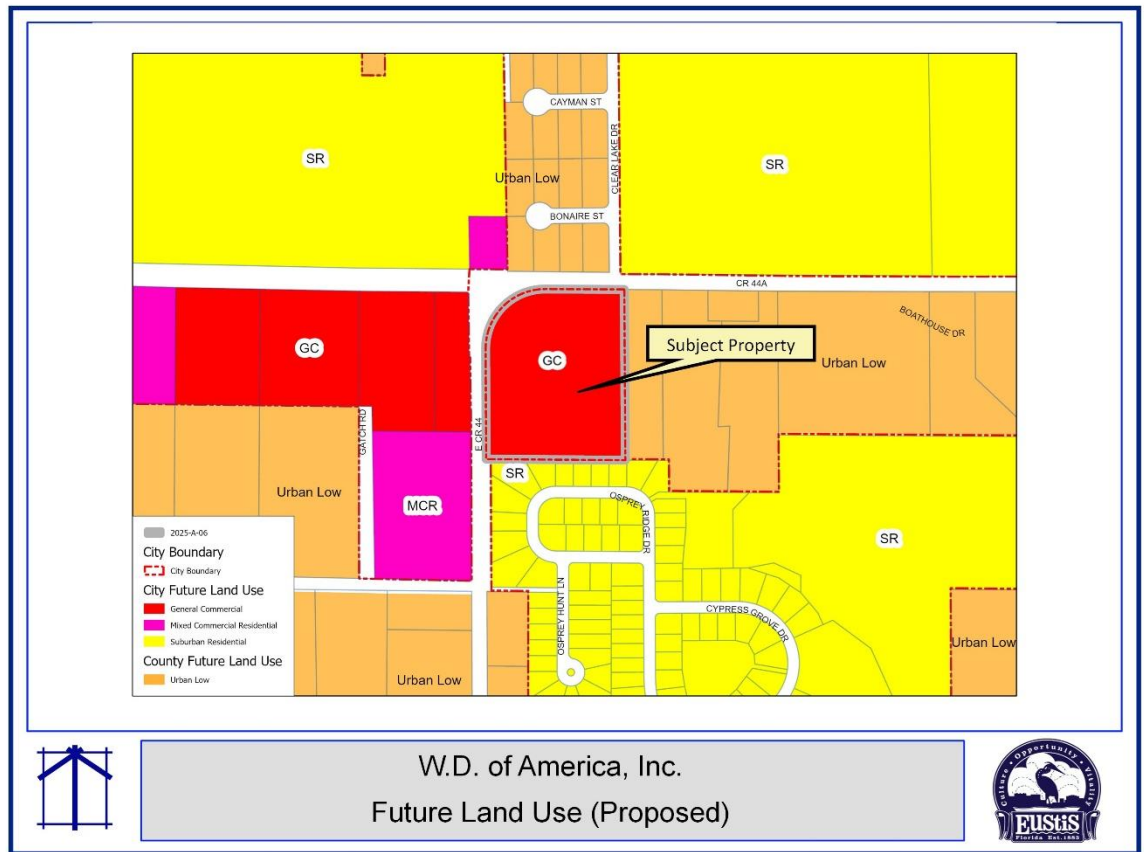 CAYMAN ST
CLEAR LAKE DR
SR
SR
Urban Low
BONAIRE ST
CR 44A
BOATHOUSE DR
Subject Property
GC
GC
Urban Low
E CR 44
GATCH RD
SR
Urban Low
MCR
OSPREY RIDGE DR
SR
OSPREY HUNT LN
CYPRESS GROVE DR
Urban Low
Urban Low
2025-A-06
City Boundary
City Boundary
City Future Land Use
General Commercial
Mixed Commercial Residential
Suburban Residential
County Future Land Use
Urban Low
W.D. of America, Inc.
Future Land Use (Proposed)
Culture • Opportunity • Vitality
EUSTIS
Florida Est. 1883